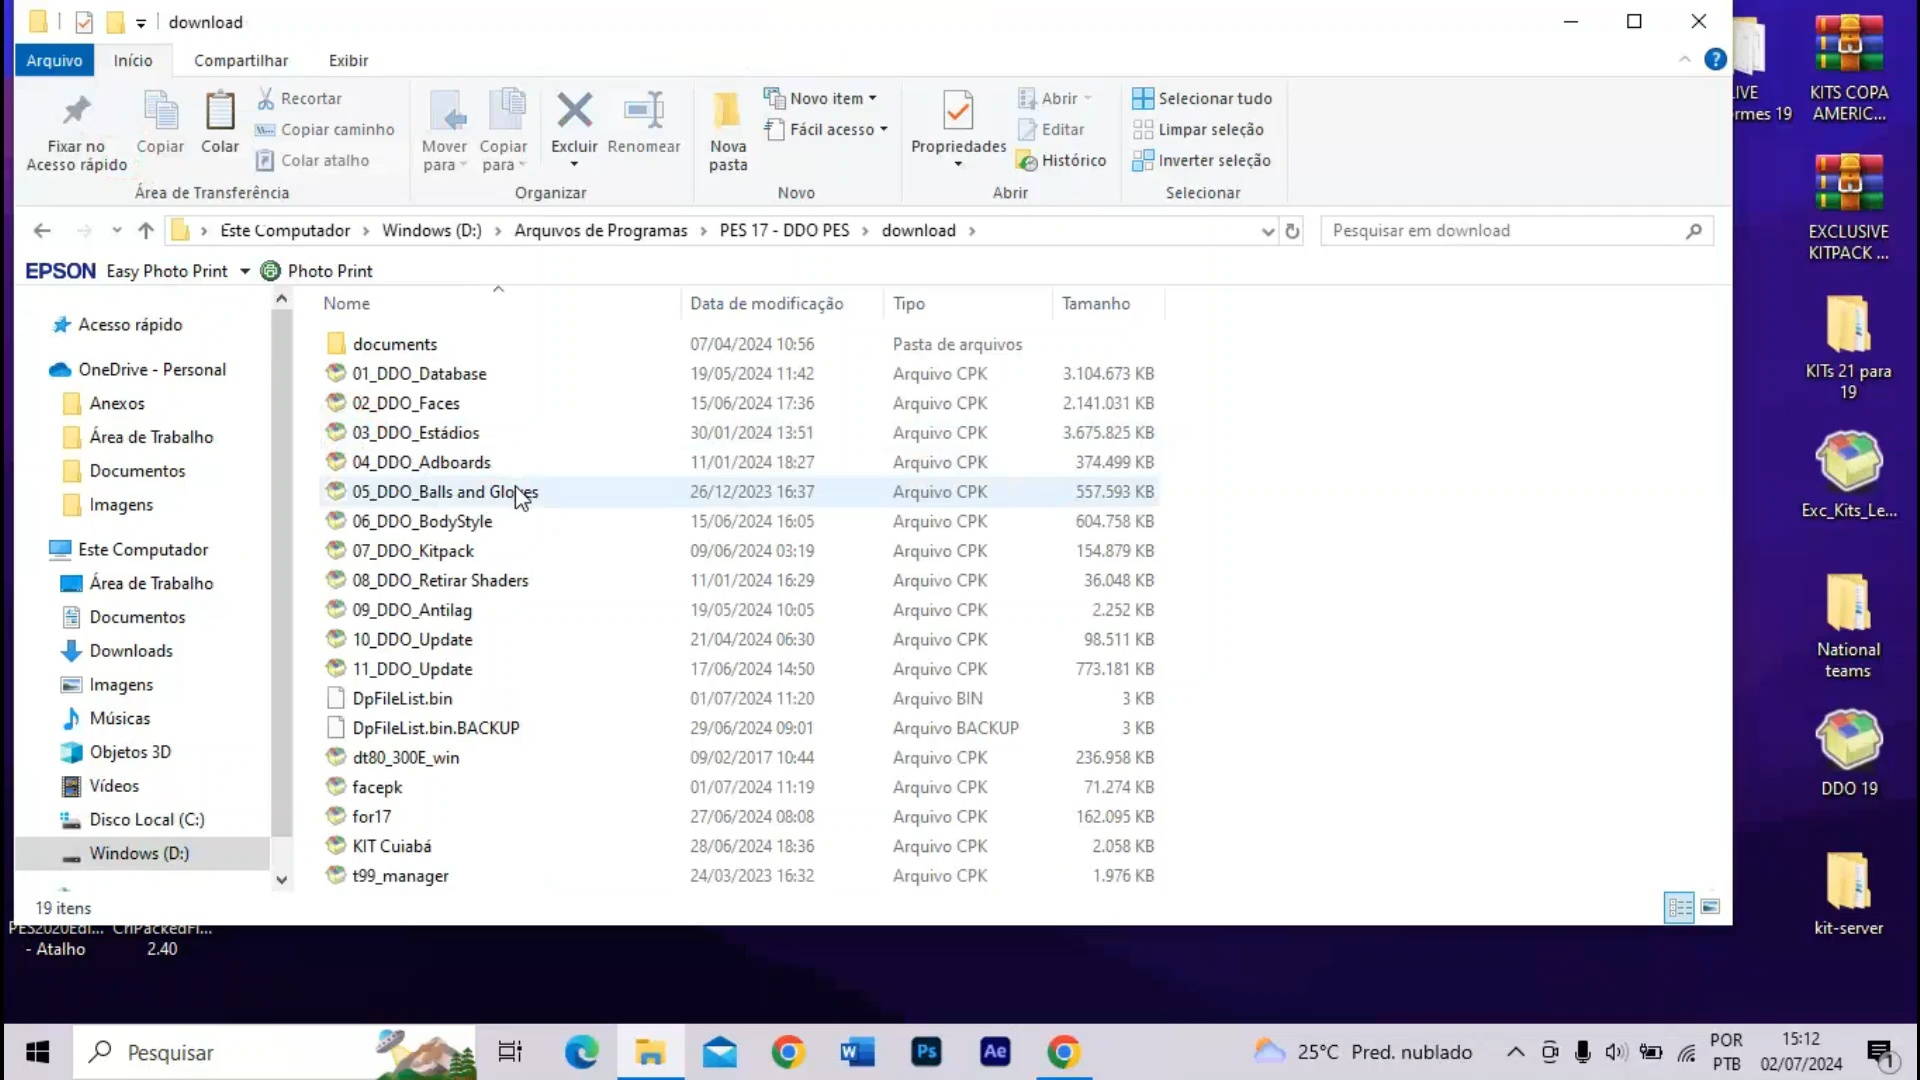 download
Arquivo
Início
Compartilhar
Exibir
Fixar no
Acesso rápido
Copiar
Colar
Recortar
Copiar caminho
Colar atalho
Área de Transferência
Mover
para
Copiar
para
Excluir
Renomear
Organizar
Nova
pasta
Novo item
Fácil acesso
Novo
Propriedades
Abrir
Editar
Histórico
Abrir
Selecionar tudo
Limpar seleção
Inverter seleção
Selecionar
Este Computador > Windows (D:) > Arquivos de Programas > PES 17 - DDO PES > download >
Pesquisar em download
EPSON Easy Photo Print Photo Print
Acesso rápido
OneDrive - Personal
Anexos
Área de Trabalho
Documentos
Imagens
Este Computador
Área de Trabalho
Documentos
Downloads
Imagens
Músicas
Objetos 3D
Vídeos
Disco Local (C:)
Windows (D:)
Nome Data de modificação Tipo Tamanho
documents 07/04/2024 10:56 Pasta de arquivos
01_DDO_Database 19/05/2024 11:42 Arquivo CPK 3.104.673 KB
02_DDO_Faces 15/06/2024 17:36 Arquivo CPK 2.141.031 KB
03_DDO_Estádios 30/01/2024 13:51 Arquivo CPK 3.675.825 KB
04_DDO_Adboards 11/01/2024 18:27 Arquivo CPK 374.499 KB
05_DDO_Balls and Gloves 26/12/2023 16:37 Arquivo CPK 557.593 KB
06_DDO_BodyStyle 15/06/2024 16:05 Arquivo CPK 604.758 KB
07_DDO_Kitpack 09/06/2024 03:19 Arquivo CPK 154.879 KB
08_DDO_Retirar Shaders 11/01/2024 16:29 Arquivo CPK 36.048 KB
09_DDO_Antilag 19/05/2024 10:05 Arquivo CPK 2.252 KB
10_DDO_Update 21/04/2024 06:30 Arquivo CPK 98.511 KB
11_DDO_Update 17/06/2024 14:50 Arquivo CPK 773.181 KB
DpFileList.bin 01/07/2024 11:20 Arquivo BIN 3 KB
DpFileList.bin.BACKUP 29/06/2024 09:01 Arquivo BACKUP 3 KB
dt80_300E_win 09/02/2017 10:44 Arquivo CPK 236.958 KB
facepk 01/07/2024 11:19 Arquivo CPK 71.274 KB
for17 27/06/2024 08:08 Arquivo CPK 162.095 KB
KIT Cuiabá 28/06/2024 18:36 Arquivo CPK 2.058 KB
t99_manager 24/03/2023 16:32 Arquivo CPK 1.976 KB
19 itens
- Atalho
2.40
KITS COPA
AMERIC...
EXCLUSIVE
KITPACK ...
KITs 21 para
19
Exc_Kits_Le...
National
teams
DDO 19
kit-server
Pesquisar
Ps
Ae
25°C Pred. nublado
POR
PTB
15:12
02/07/2024
1